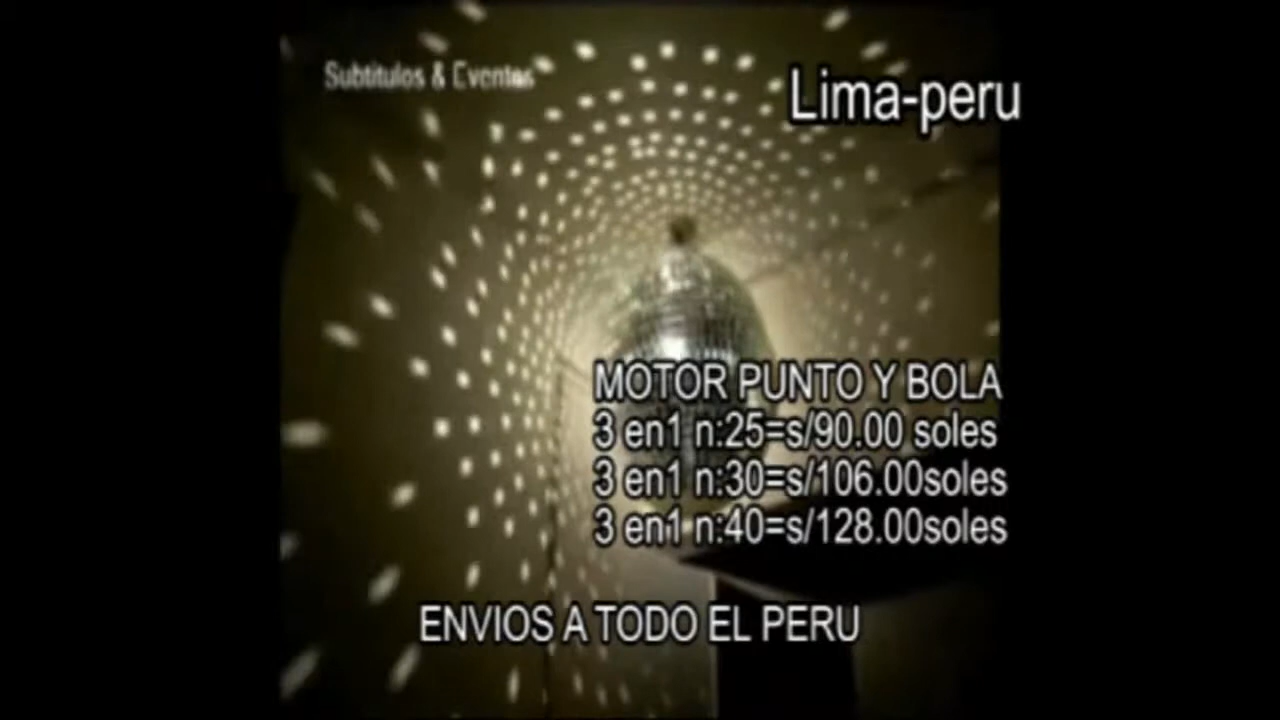 Subtitulos & Eventos
Lima-peru
MOTOR PUNTO Y BOLA
3 en1 n:25=s/90.00 soles
3 en1 n:30=s/106.00soles
3 en1 n:40=s/128.00soles
ENVIOS A TODO EL PERU